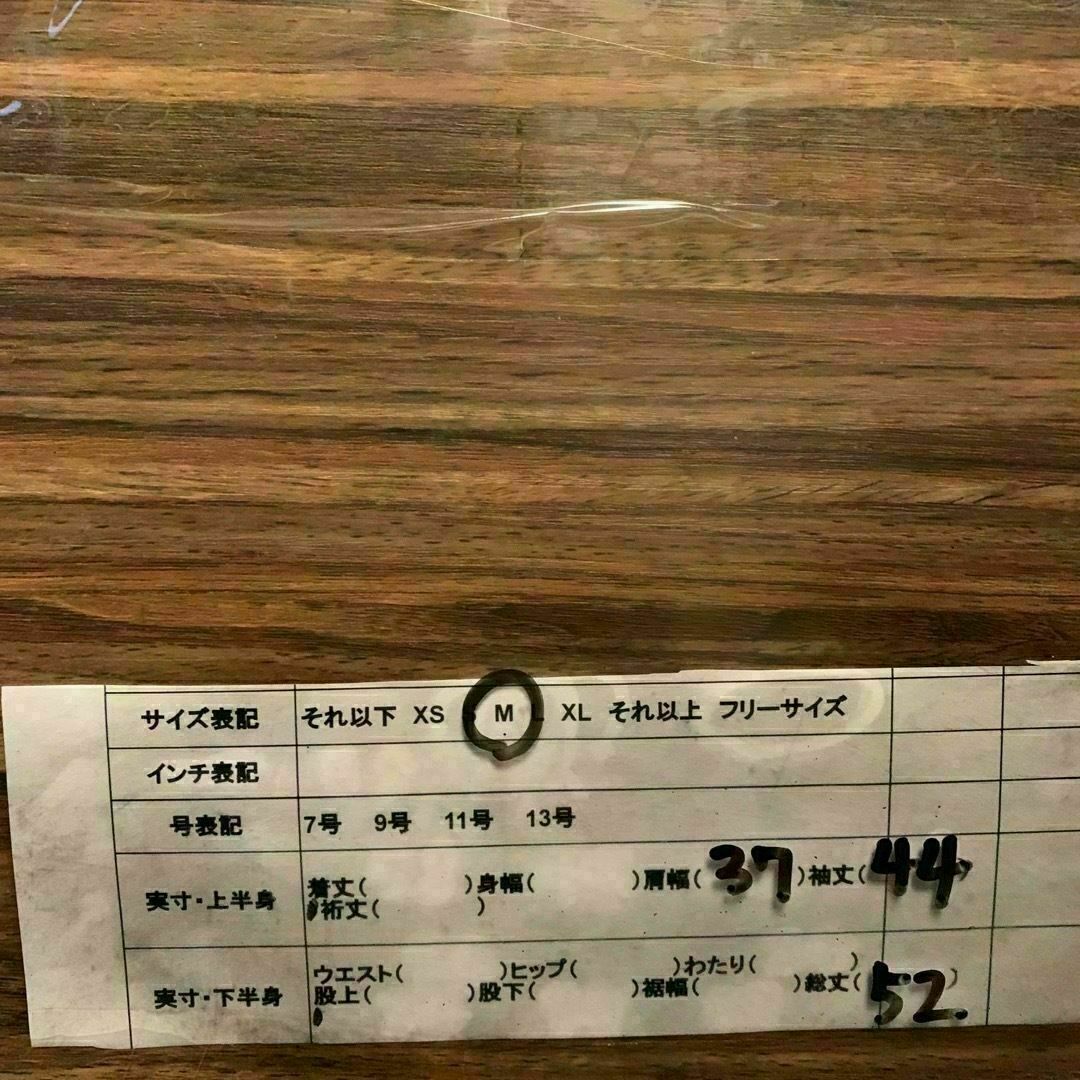 サイズ表記 それ以下 XS M L XL それ以上 フリーサイズ
インチ表記
号表記 7号 9号 11号 13号
実寸・上半身 着丈( )身幅( )肩幅( 37 )袖丈( 44 )
裄丈( )
実寸・下半身 ウエスト( )ヒップ( )わたり( )
股上( )股下( )裾幅( )総丈( 52 )